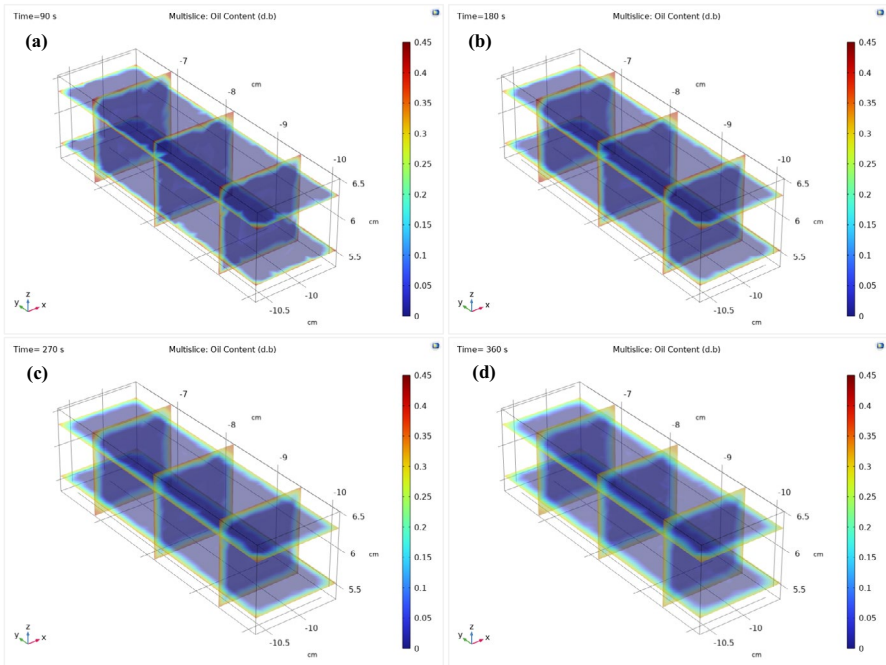 Time=90 s Multislice: Oil Content (d.b)
(a)
-7
cm
-8
-9
-10
6.5
6
cm
5.5
-10
-10.5
cm
z
y
x
0.45
0.4
0.35
0.3
0.25
0.2
0.15
0.1
0.05
0
Time=180 s Multislice: Oil Content (d.b)
(b)
-7
cm
-8
-9
-10
6.5
6
cm
5.5
-10
-10.5
cm
z
y
x
0.45
0.4
0.35
0.3
0.25
0.2
0.15
0.1
0.05
0
Time= 270 s Multislice: Oil Content (d.b)
(c)
-7
cm
-8
-9
-10
6.5
6
cm
5.5
-10
-10.5
cm
z
y
x
0.45
0.4
0.35
0.3
0.25
0.2
0.15
0.1
0.05
0
Time= 360 s Multislice: Oil Content (d.b)
(d)
-7
cm
-8
-9
-10
6.5
6
cm
5.5
-10
-10.5
cm
z
y
x
0.45
0.4
0.35
0.3
0.25
0.2
0.15
0.1
0.05
0